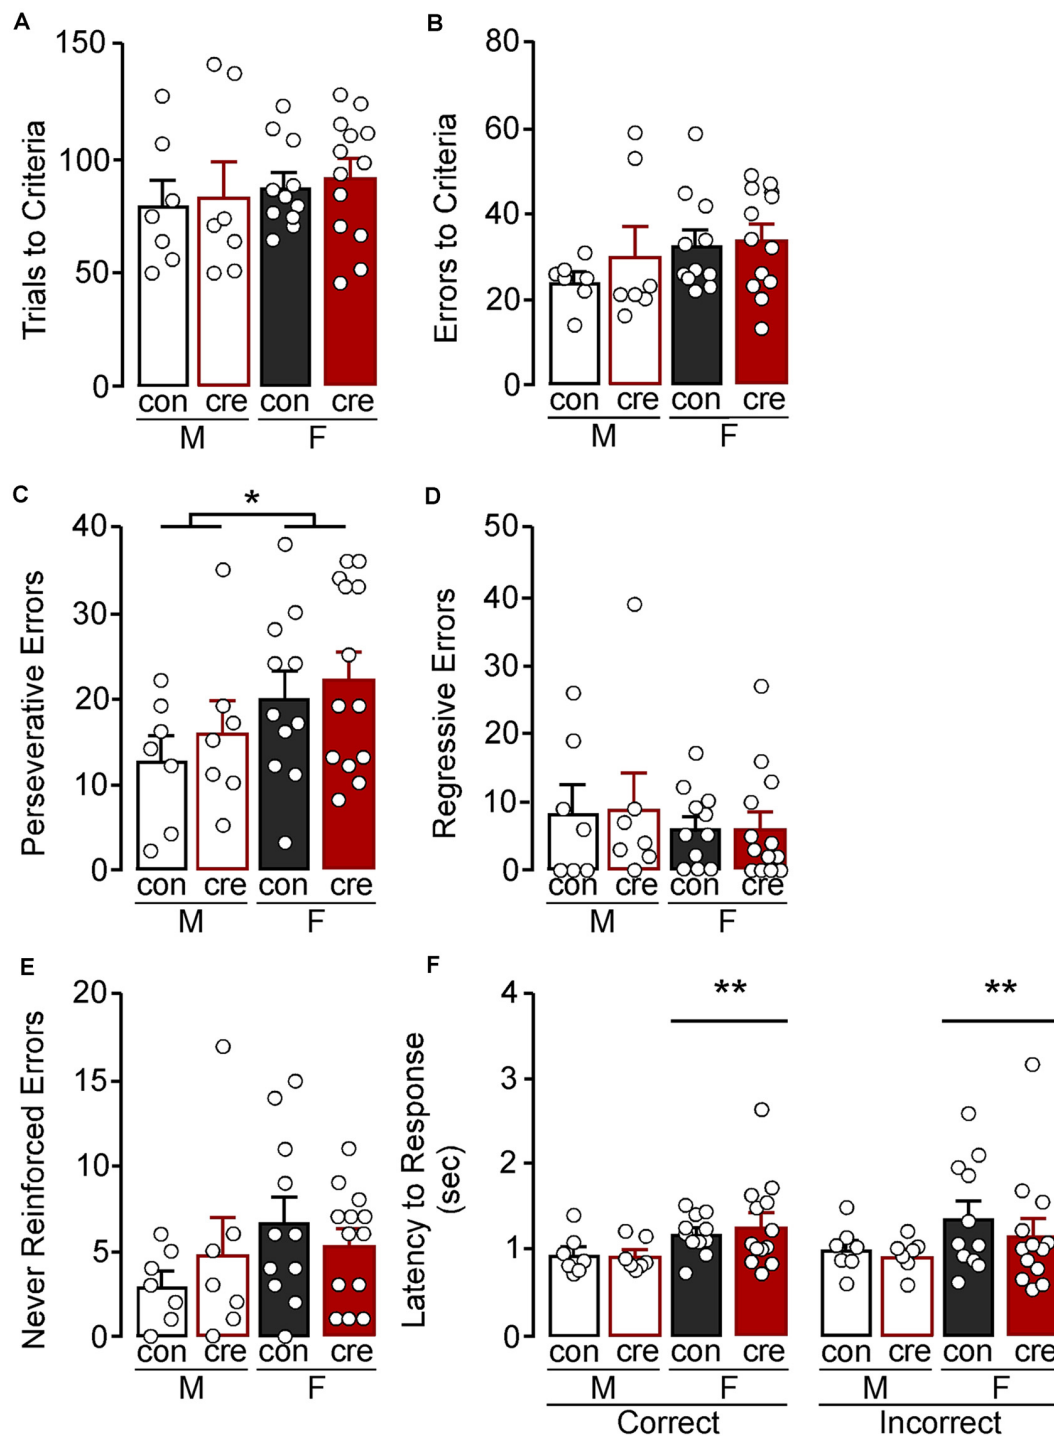 A
Trials to Criteria
150
100
50
0
con cre con cre
M F
B
Errors to Criteria
80
60
40
20
0
con cre con cre
M F
C
Perseverative Errors
*
40
30
20
10
0
con cre con cre
M F
D
Regressive Errors
50
40
30
20
10
0
con cre con cre
M F
E
Never Reinforced Errors
20
15
10
5
0
con cre con cre
M F
F
Latency to Response
(sec)
** **
4
3
2
1
0
con cre con cre con cre con cre
M F M F
Correct Incorrect